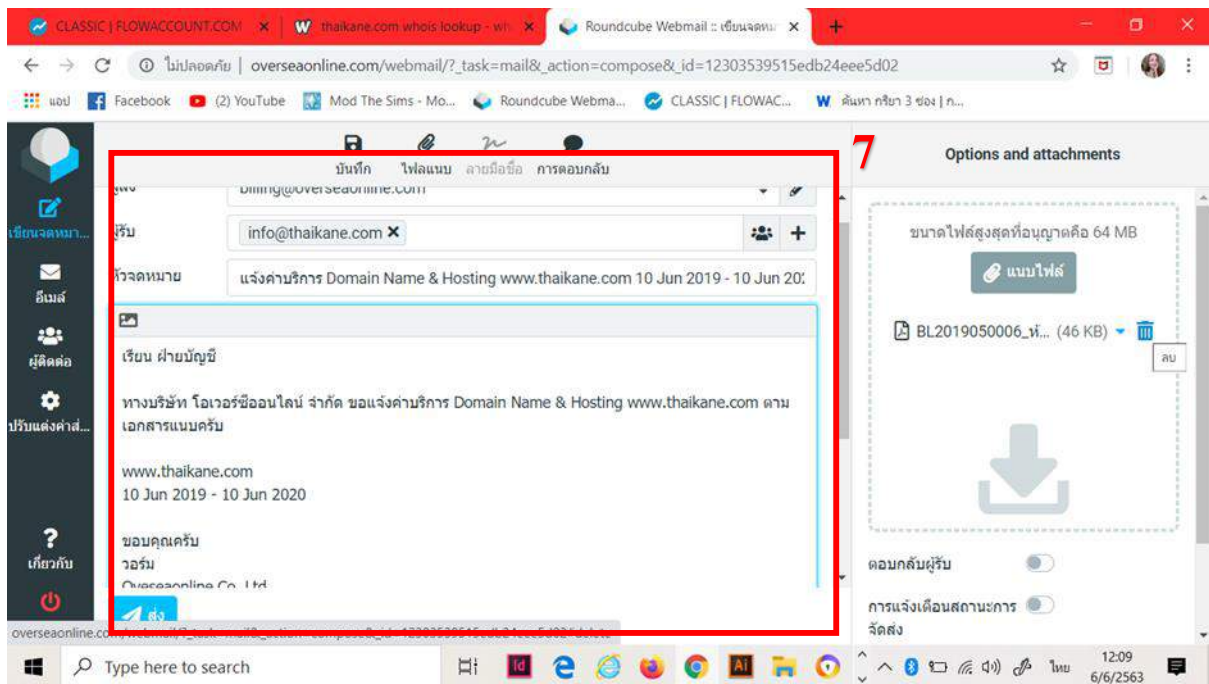 CLASSIC | FLOWACCOUNT.COM
thaikane.com whois lookup - wh
Roundcube Webmail :: เขียนจดหมา
ไม่ปลอดภัย | overseaonline.com/webmail/?_task=mail&_action=compose&_id=12303539515edb24eee5d02
แอป Facebook (2) YouTube Mod The Sims - Mo... Roundcube Webma... CLASSIC | FLOWAC... ค้นหา กริยา 3 ช่อง | ก...
บันทึก ไฟล์แนบ ลายมือชื่อ การตอบกลับ
7
Options and attachments
เขียนจดหมา...
อีเมล์
ผู้ติดต่อ
ปรับแต่งค่าส่...
เกี่ยวกับ
ผู้ส่ง billing@overseaonline.com
ผู้รับ info@thaikane.com
หัวจดหมาย แจ้งค่าบริการ Domain Name & Hosting www.thaikane.com 10 Jun 2019 - 10 Jun 202
เรียน ฝ่ายบัญชี
ทางบริษัท โอเวอร์ซีออนไลน์ จำกัด ขอแจ้งค่าบริการ Domain Name & Hosting www.thaikane.com ตาม
เอกสารแนบครับ
www.thaikane.com
10 Jun 2019 - 10 Jun 2020
ขอบคุณครับ
วอร์ม
Overseaonline Co.,Ltd
ส่ง
ขนาดไฟล์สูงสุดที่อนุญาตคือ 64 MB
แนบไฟล์
BL2019050006_ห้... (46 KB)
ลบ
ตอบกลับผู้รับ
การแจ้งเตือนสถานะการ
จัดส่ง
Type here to search
ไทย
12:09
6/6/2563